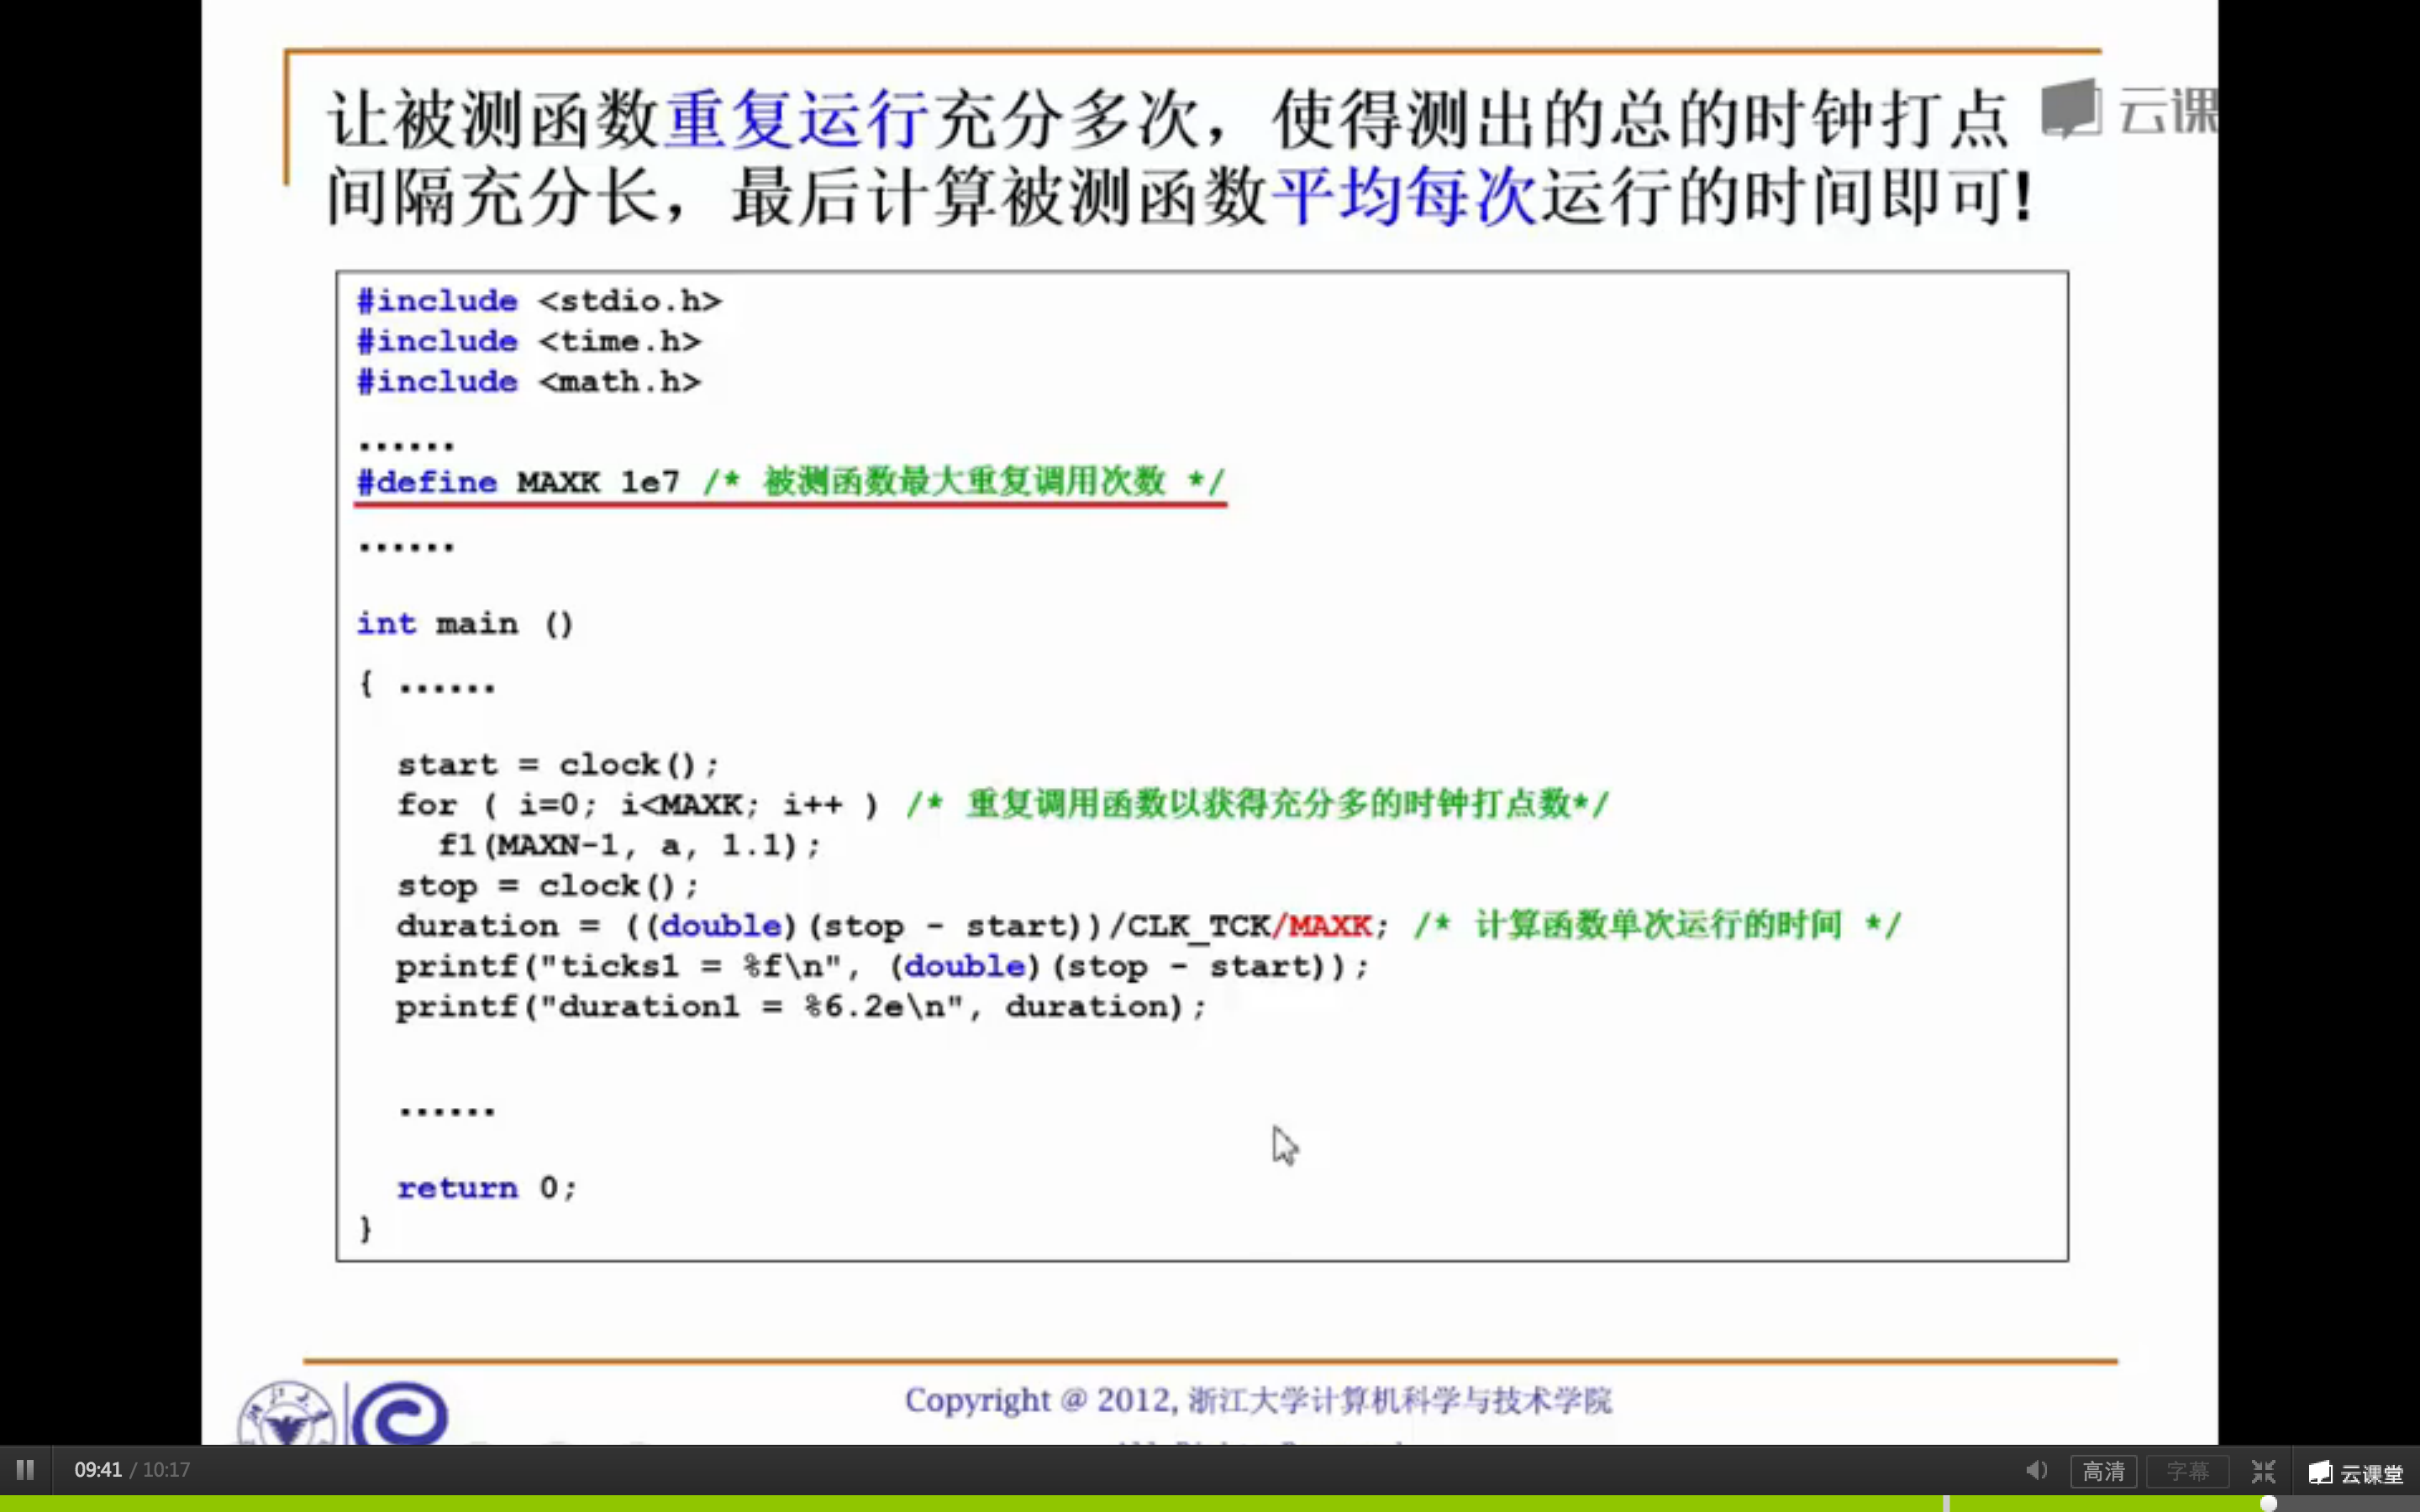 让被测函数重复运行充分多次，使得测出的总的时钟打点
云课
间隔充分长，最后计算被测函数平均每次运行的时间即可!
#include <stdio.h>
#include <time.h>
#include <math.h>
......
#define MAXK 1e7 /* 被测函数最大重复调用次数 */
......
int main ()
{ ......
start = clock();
for ( i=0; i<MAXK; i++ ) /* 重复调用函数以获得充分多的时钟打点数*/
f1(MAXN-1, a, 1.1);
stop = clock();
duration = ((double)(stop - start))/CLK_TCK/MAXK; /* 计算函数单次运行的时间 */
printf("ticks1 = %f\n", (double)(stop - start));
printf("duration1 = %6.2e\n", duration);
......
return 0;
}
Copyright @ 2012, 浙江大学计算机科学与技术学院
09:41 / 10:17
高清
字幕
云课堂